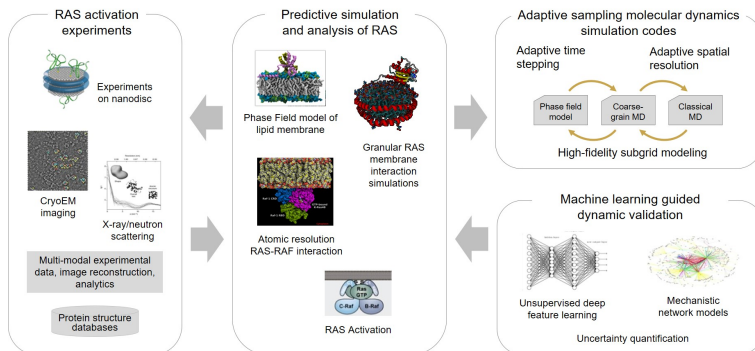 RAS activation
experiments
Experiments
on nanodisc
CryoEM
imaging
X-ray/neutron
scattering
Multi-modal experimental
data, image reconstruction,
analytics
Protein structure
databases
Predictive simulation
and analysis of RAS
Phase Field model of
lipid membrane
Granular RAS
membrane
interaction
simulations
Atomic resolution
RAS-RAF interaction
Ras
GTP
C-Raf
B-Raf
RAS Activation
Adaptive sampling molecular dynamics
simulation codes
Adaptive time
stepping
Adaptive spatial
resolution
Phase field
model
Coarse-
grain MD
Classical
MD
High-fidelity subgrid modeling
Machine learning guided
dynamic validation
Unsupervised deep
feature learning
Mechanistic
network models
Uncertainty quantification